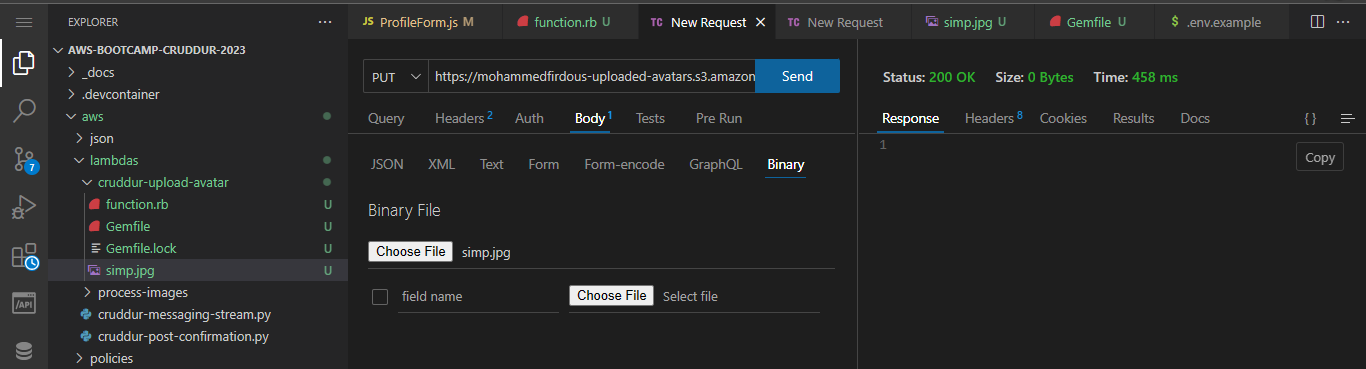 EXPLORER
AWS-BOOTCAMP-CRUDDUR-2023
_docs
.devcontainer
aws
json
lambdas
cruddur-upload-avatar
function.rb U
Gemfile U
Gemfile.lock U
simp.jpg U
process-images
cruddur-messaging-stream.py
cruddur-post-confirmation.py
policies
7
/API
JS ProfileForm.js M
function.rb U
TC New Request
TC New Request
simp.jpg U
Gemfile U
$ .env.example
PUT https://mohammedfirdous-uploaded-avatars.s3.amazon Send
Query Headers 2 Auth Body 1 Tests Pre Run
JSON XML Text Form Form-encode GraphQL Binary
Binary File
Choose File simp.jpg
field name Choose File Select file
Status: 200 OK Size: 0 Bytes Time: 458 ms
Response Headers 8 Cookies Results Docs { }
1
Copy